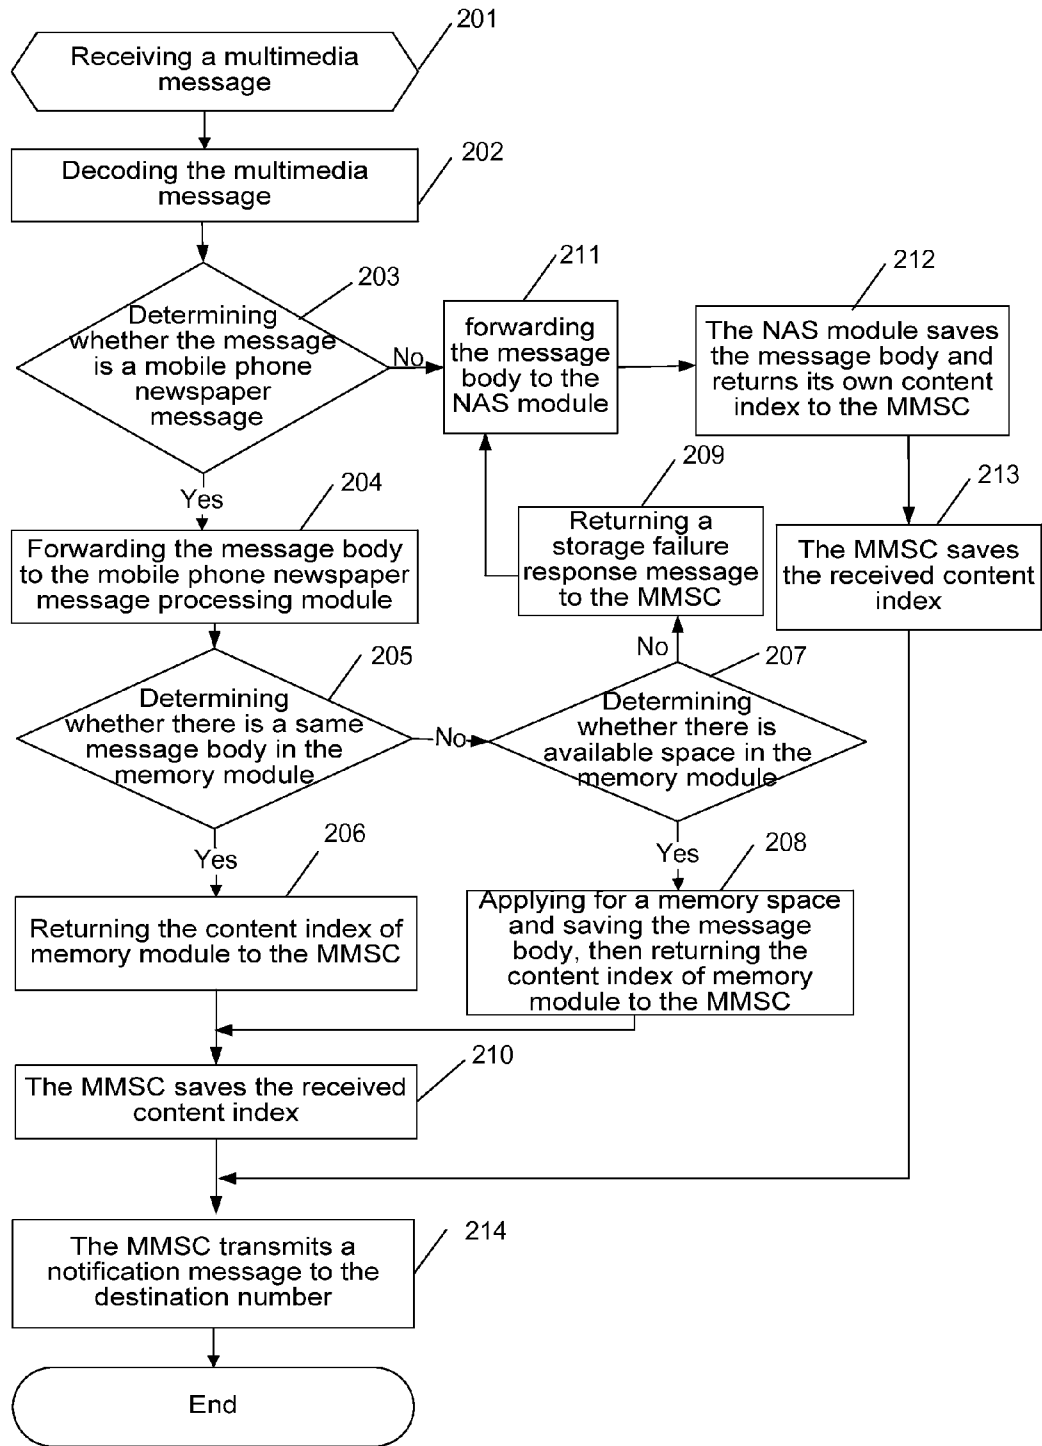 201
Receiving a multimedia
message
202
Decoding the multimedia
message
203
Determining
whether the message
is a mobile phone
newspaper
message
No
Yes
211
forwarding
the message
body to the
NAS module
212
The NAS module saves
the message body and
returns its own content
index to the MMSC
204
Forwarding the message body
to the mobile phone newspaper
message processing module
209
Returning a
storage failure
response message
to the MMSC
213
The MMSC saves
the received content
index
205
Determining
whether there is a same
message body in the
memory module
No
Yes
No
207
Determining
whether there is
available space in the
memory module
Yes
206
Returning the content index of
memory module to the MMSC
208
Applying for a memory space
and saving the message
body, then returning the
content index of memory
module to the MMSC
210
The MMSC saves the received
content index
214
The MMSC transmits a
notification message to the
destination number
End